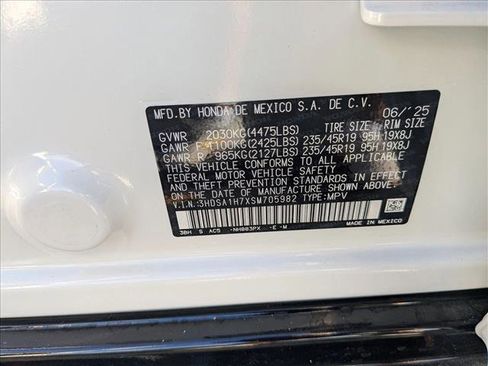 MFD.BY HONDA DE MEXICO S.A. DE C.V. 06/'25
GVWR 2030KG(4475LBS) TIRE SIZE RIM SIZE
GAWR F 1100KG(2425LBS) 235/45R19 95H 19X8J
GAWR R 965KG(2127LBS) 235/45R19 95H 19X8J
THIS VEHICLE CONFORMS TO ALL APPLICABLE
FEDERAL MOTOR VEHICLE SAFETY
AND THEFT PREVENTION STANDARDS IN EFFECT
ON THE DATE OF MANUFACTURE SHOWN ABOVE.
V.I.N.:3HDSA1H7XSM705982 TYPE:MPV
3BH S AC5 -NH883PX -E -M
MADE IN MEXICO